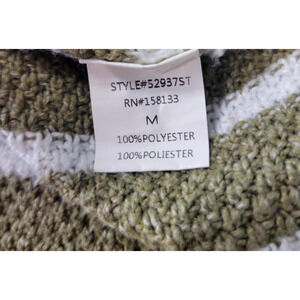 STYLE#52937ST
RN#158133
M
100%POLYESTER
100%POLIESTER